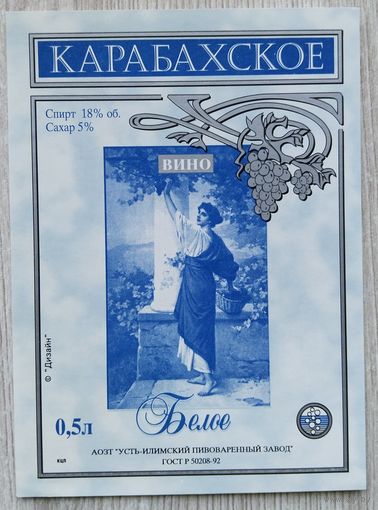 КАРАБАХСКОЕ
Спирт 18% об.
Сахар 5%
ВИНО
© "Дизайн"
0,5л
Белое
АОЗТ "УСТЬ-ИЛИМСКИЙ ПИВОВАРЕННЫЙ ЗАВОД"
ГОСТ Р 50208-92
КЦП